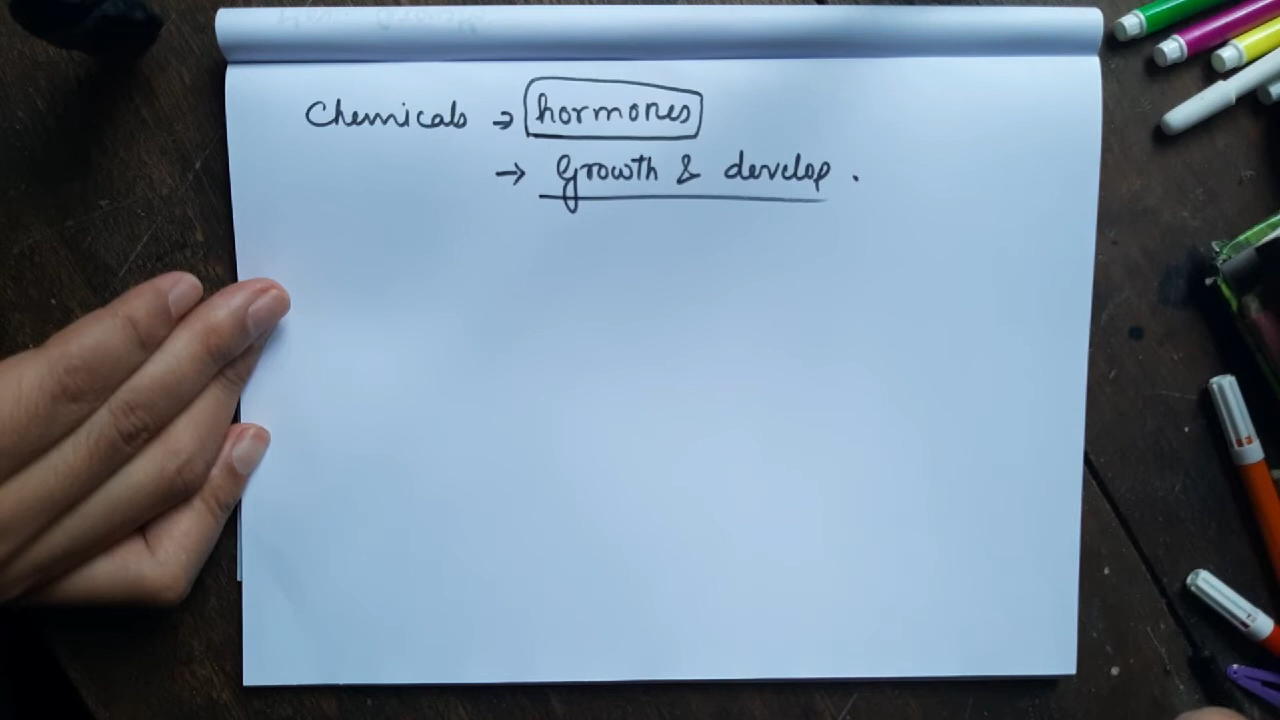 Chemicals → hormones
→ Growth & develop.